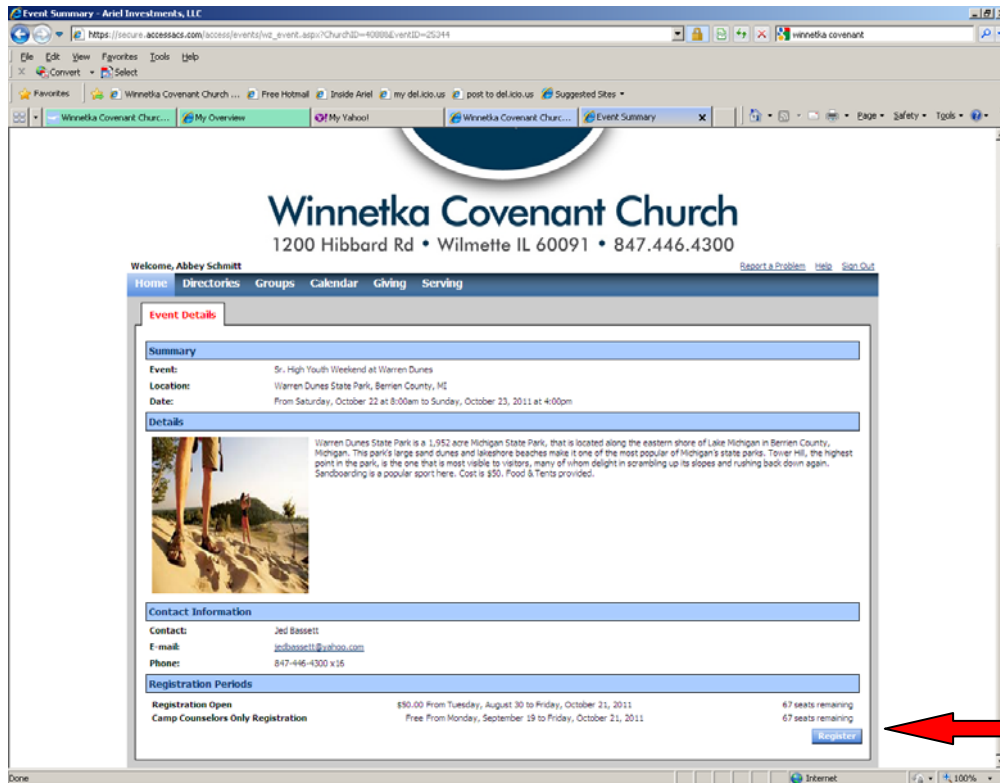 Event Summary - Ariel Investments, LLC
https://secure.accessacs.com/access/events/wz_event.aspx?ChurchID=4000&EventID=25344
winnetka covenant
File Edit View Favorites Tools Help
Convert Select
Favorites Winnetka Covenant Church ... Free Hotmail Inside Ariel my del.icio.us post to del.icio.us Suggested Sites
Winnetka Covenant Churc... My Overview My Yahoo! Winnetka Covenant Churc... Event Summary x Page Safety Tools
Winnetka Covenant Church
1200 Hibbard Rd • Wilmette IL 60091 • 847.446.4300
Welcome, Abbey Schmitt Report a Problem Help Sign Out
Home Directories Groups Calendar Giving Serving
Event Details
Summary
Event: Sr. High Youth Weekend at Warren Dunes
Location: Warren Dunes State Park, Berrien County, MI
Date: From Saturday, October 22 at 8:00am to Sunday, October 23, 2011 at 4:00pm
Details
Warren Dunes State Park is a 1,952 acre Michigan State Park, that is located along the eastern shore of Lake Michigan in Berrien County,
Michigan. This park's large sand dunes and lakeshore beaches make it one of the most popular of Michigan's state parks. Tower Hill, the highest
point in the park, is the one that is most visible to visitors, many of whom delight in scrambling up its slopes and rushing back down again.
Sandboarding is a popular sport here. Cost is $50. Food & Tents provided.
Contact Information
Contact: Jed Bassett
E-mail: jedbassett@yahoo.com
Phone: 847-446-4300 x16
Registration Periods
Registration Open $50.00 From Tuesday, August 30 to Friday, October 21, 2011 67 seats remaining
Camp Counselors Only Registration Free From Monday, September 19 to Friday, October 21, 2011 67 seats remaining
Register
Done Internet 100%